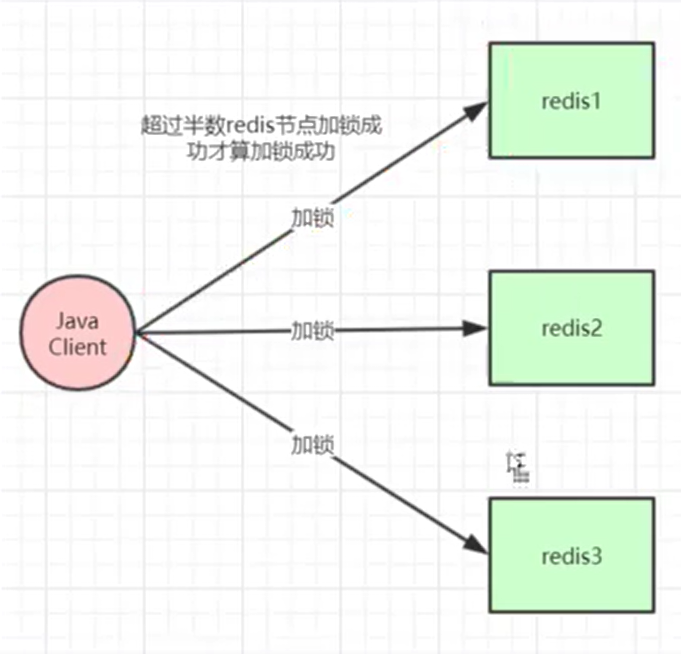 超过半数redis节点加锁成
功才算加锁成功
加锁
redis1
Java
Client
加锁
redis2
加锁
redis3